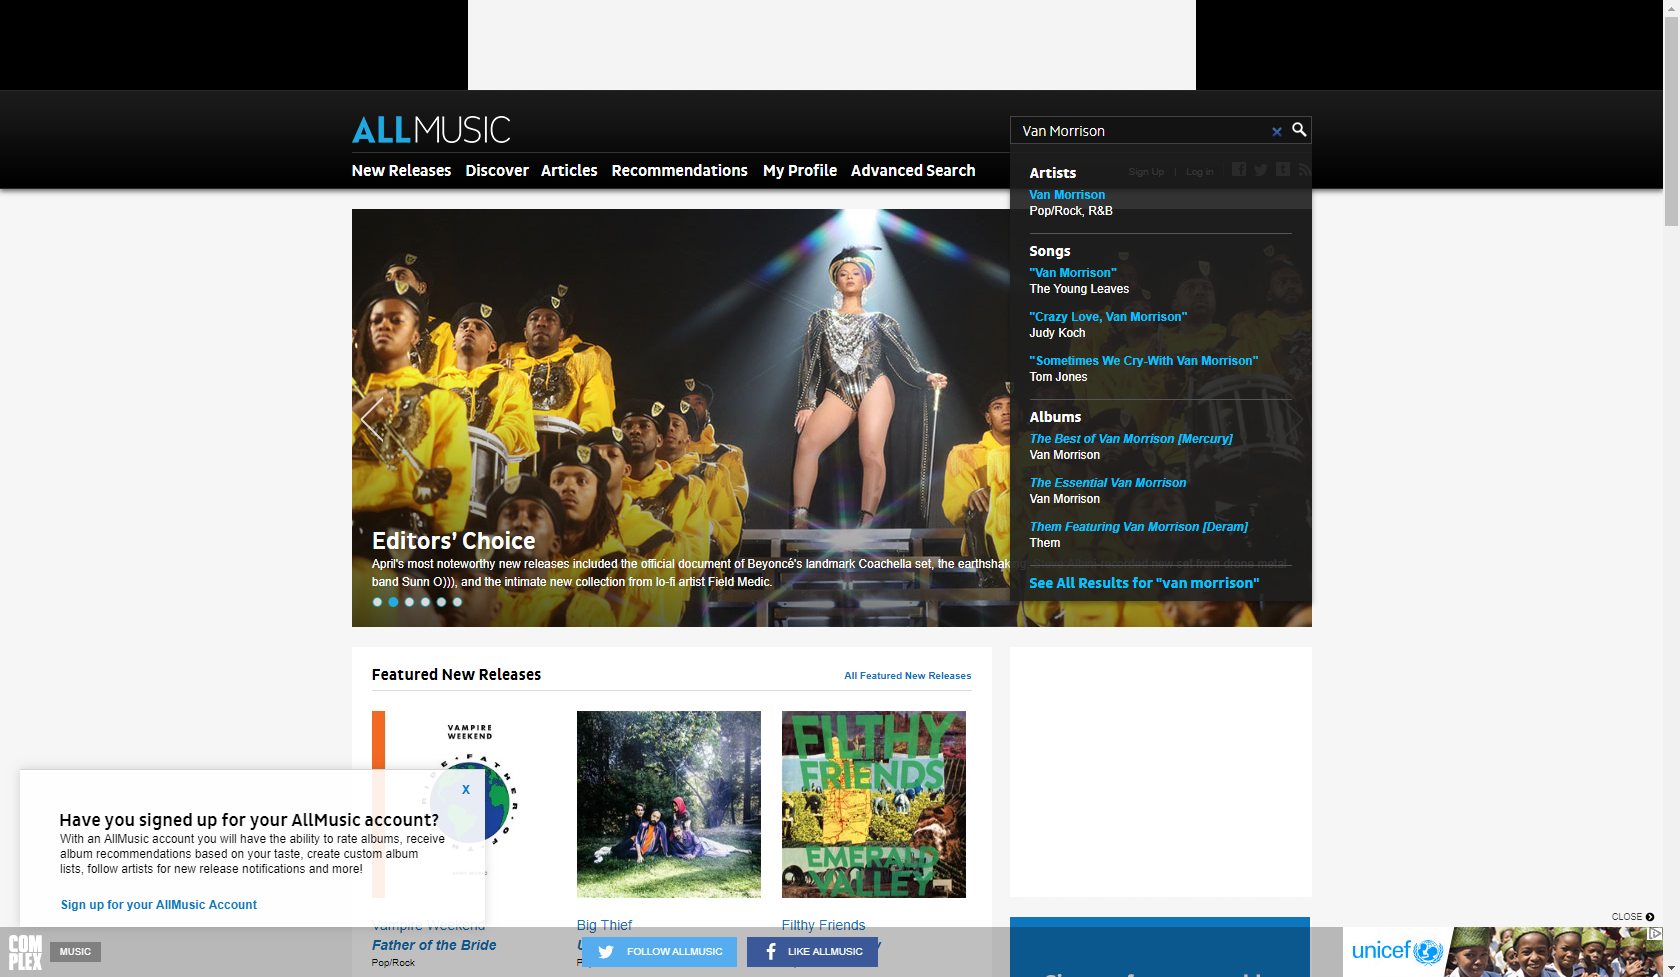 ALLMUSIC
Van Morrison
New Releases Discover Articles Recommendations My Profile Advanced Search
Sign Up | Log in
Artists
Van Morrison
Pop/Rock, R&B
Songs
"Van Morrison"
The Young Leaves
"Crazy Love, Van Morrison"
Judy Koch
"Sometimes We Cry-With Van Morrison"
Tom Jones
Albums
The Best of Van Morrison [Mercury]
Van Morrison
The Essential Van Morrison
Van Morrison
Them Featuring Van Morrison [Deram]
Them
See All Results for "van morrison"
Editors' Choice
April's most noteworthy new releases included the official document of Beyoncé's landmark Coachella set, the earthshaking new set from drone metal
band Sunn O))), and the intimate new collection from lo-fi artist Field Medic.
Featured New Releases
All Featured New Releases
VAMPIRE
WEEKEND
FILTHY
FRIENDS
EMERALD
VALLEY
X
Have you signed up for your AllMusic account?
With an AllMusic account you will have the ability to rate albums, receive
album recommendations based on your taste, create custom album
lists, follow artists for new release notifications and more!
Sign up for your AllMusic Account
Vampire Weekend
Father of the Bride
Pop/Rock
Big Thief
Filthy Friends
COM
PLEX
MUSIC
FOLLOW ALLMUSIC
LIKE ALLMUSIC
CLOSE
unicef